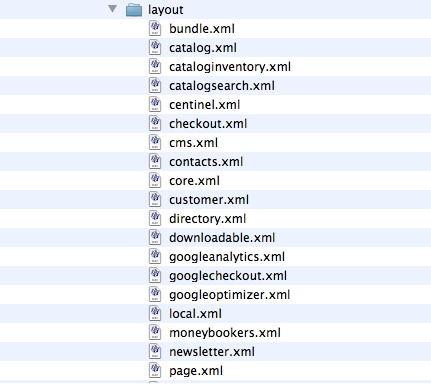 layout
bundle.xml
catalog.xml
cataloginventory.xml
catalogsearch.xml
centinel.xml
checkout.xml
cms.xml
contacts.xml
core.xml
customer.xml
directory.xml
downloadable.xml
googleanalytics.xml
googlecheckout.xml
googleoptimizer.xml
local.xml
moneybookers.xml
newsletter.xml
page.xml